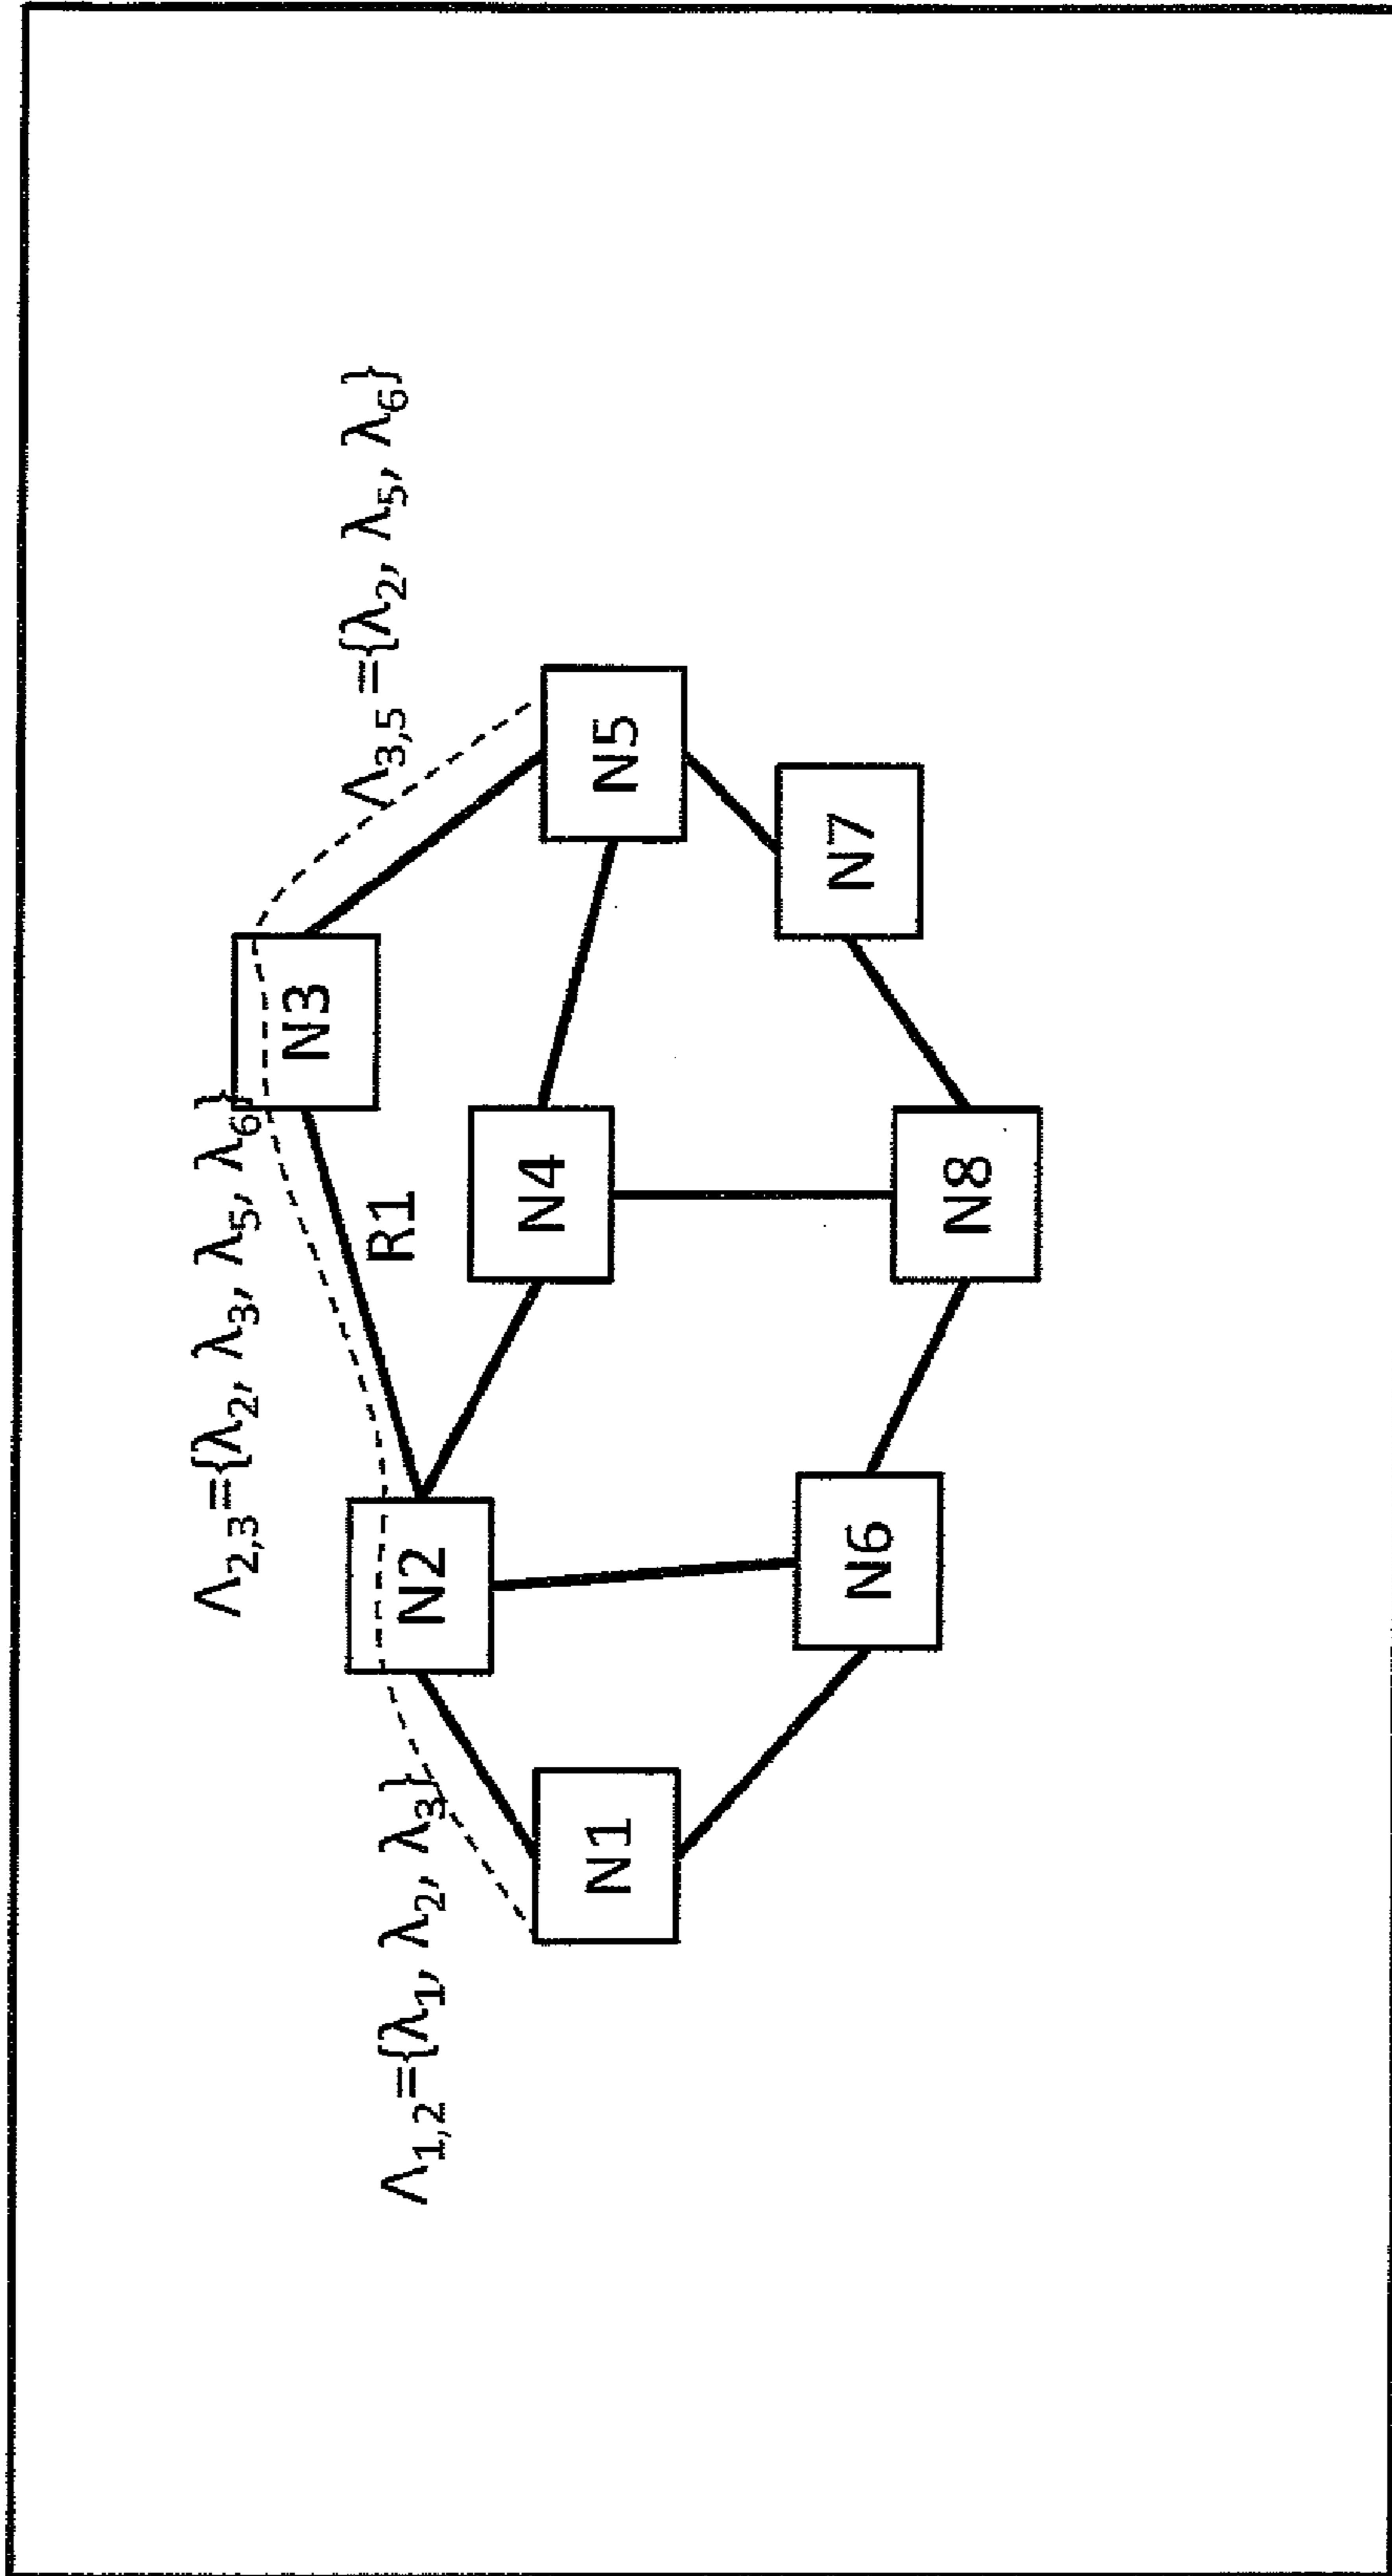 Λ2,3={λ2, λ3, λ5, λ6}
Λ3,5={λ2, λ5, λ6}
Λ1,2={λ1, λ2, λ3}
N3
R1
N2
N4
N5
N1
N6
N7
N8